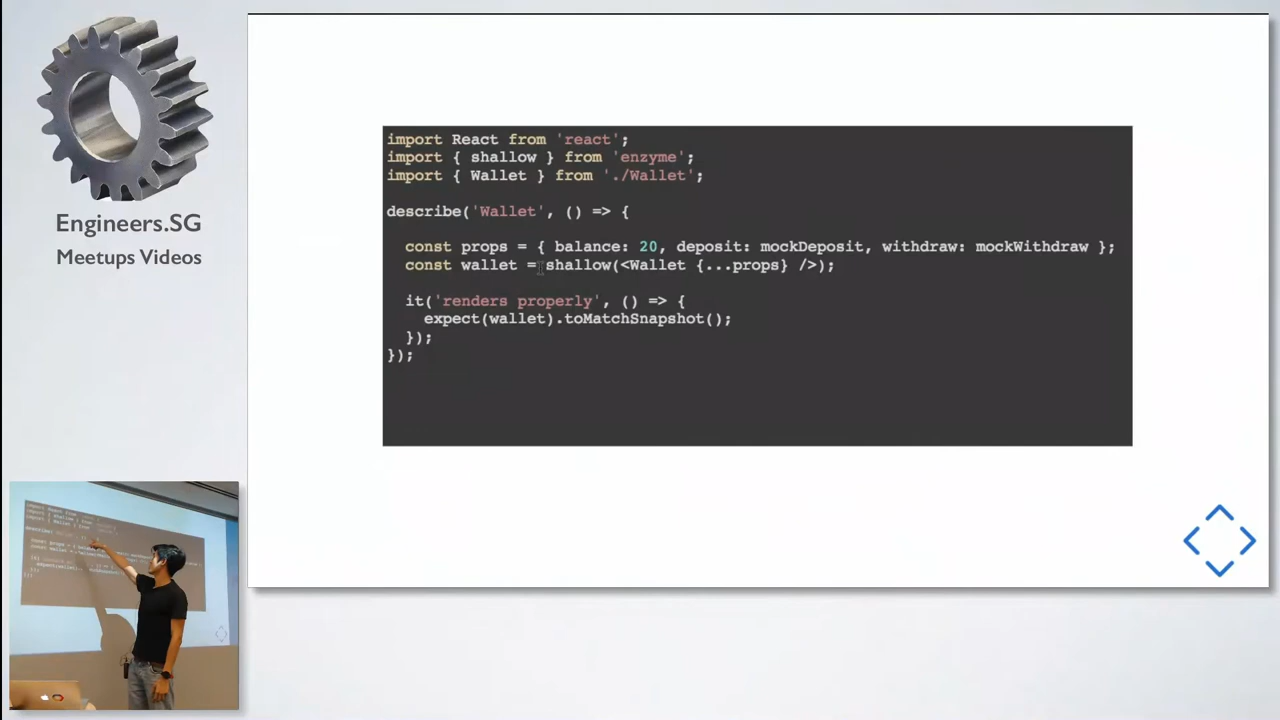 Engineers.SG
Meetups Videos
import React from 'react';
import { shallow } from 'enzyme';
import { Wallet } from './Wallet';
describe('Wallet', () => {
const props = { balance: 20, deposit: mockDeposit, withdraw: mockWithdraw };
const wallet = shallow(<Wallet {...props} />);
it('renders properly', () => {
expect(wallet).toMatchSnapshot();
});
});